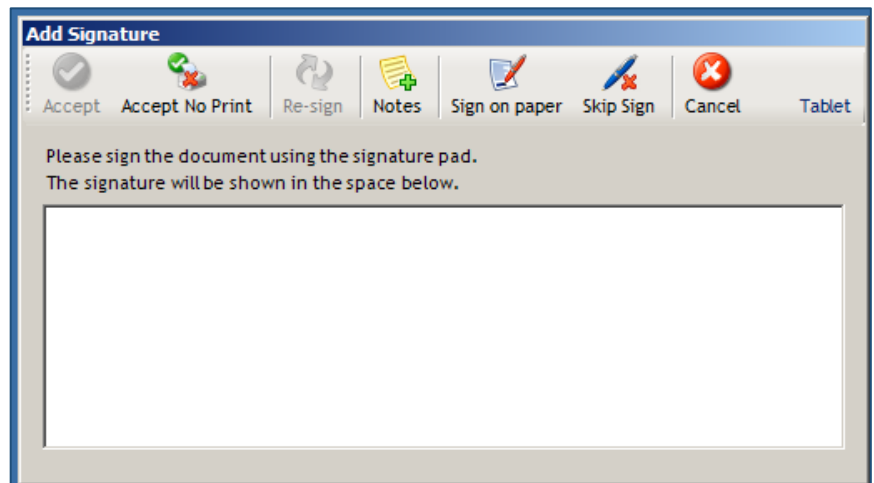 Add Signature
Accept Accept No Print Re-sign Notes Sign on paper Skip Sign Cancel Tablet
Please sign the document using the signature pad.
The signature will be shown in the space below.